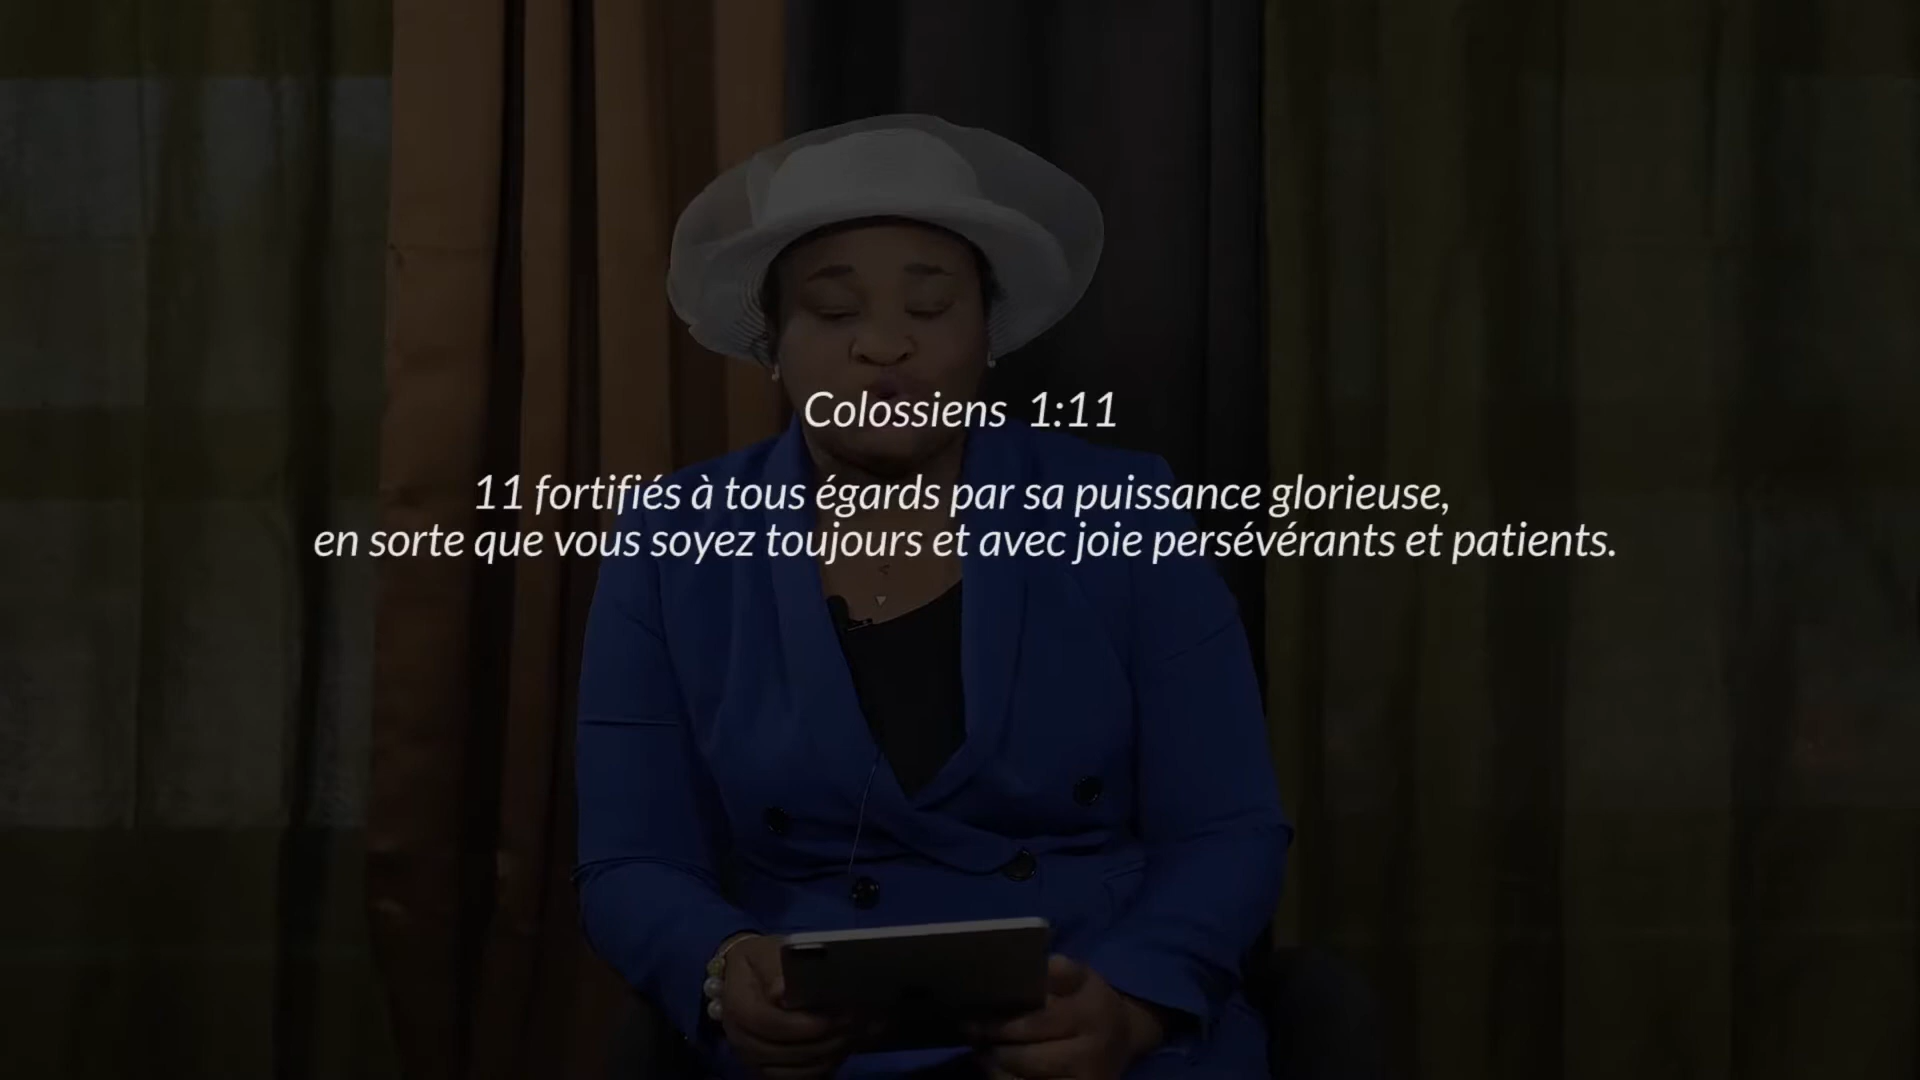 Colossiens 1:11
11 fortifiés à tous égards par sa puissance glorieuse,
en sorte que vous soyez toujours et avec joie persévérants et patients.